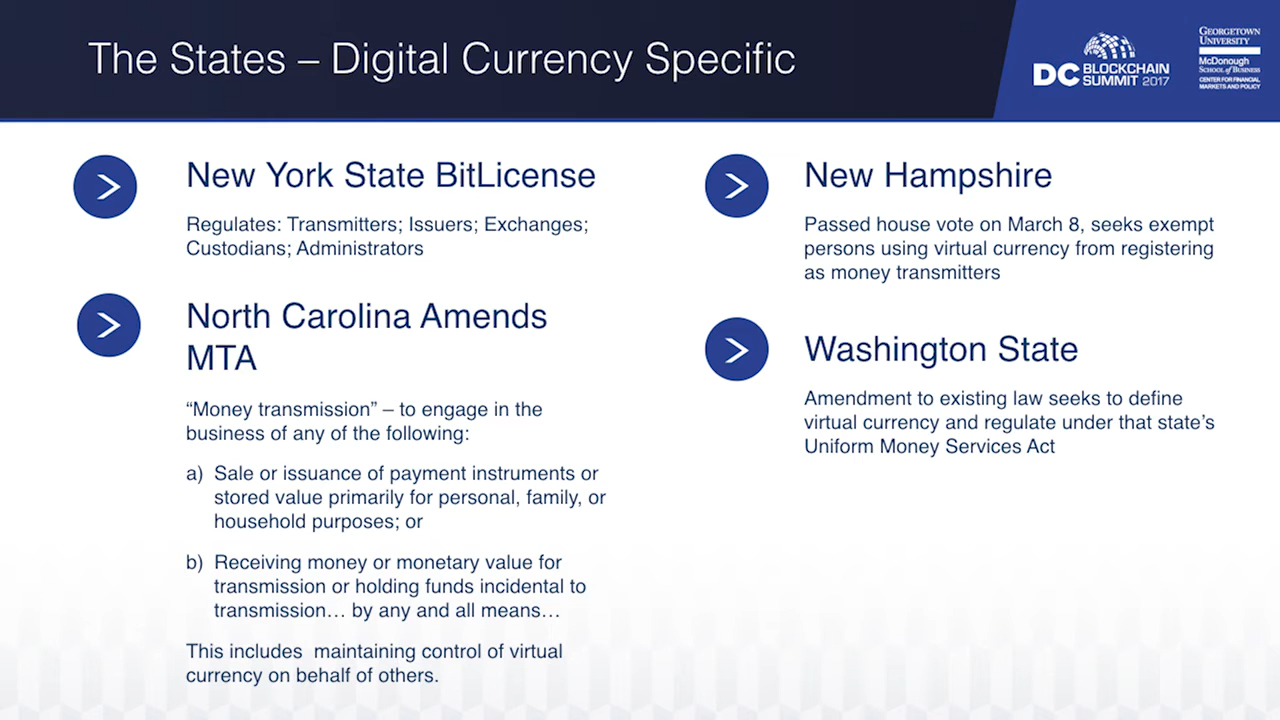 The States – Digital Currency Specific
DC BLOCKCHAIN
SUMMIT 2017
GEORGETOWN
UNIVERSITY
McDonough
SCHOOL of BUSINESS
CENTER FOR FINANCIAL
MARKETS AND POLICY
New York State BitLicense
Regulates: Transmitters; Issuers; Exchanges;
Custodians; Administrators
North Carolina Amends
MTA
“Money transmission” – to engage in the
business of any of the following:
a) Sale or issuance of payment instruments or
stored value primarily for personal, family, or
household purposes; or
b) Receiving money or monetary value for
transmission or holding funds incidental to
transmission… by any and all means…
This includes  maintaining control of virtual
currency on behalf of others.
New Hampshire
Passed house vote on March 8, seeks exempt
persons using virtual currency from registering
as money transmitters
Washington State
Amendment to existing law seeks to define
virtual currency and regulate under that state’s
Uniform Money Services Act